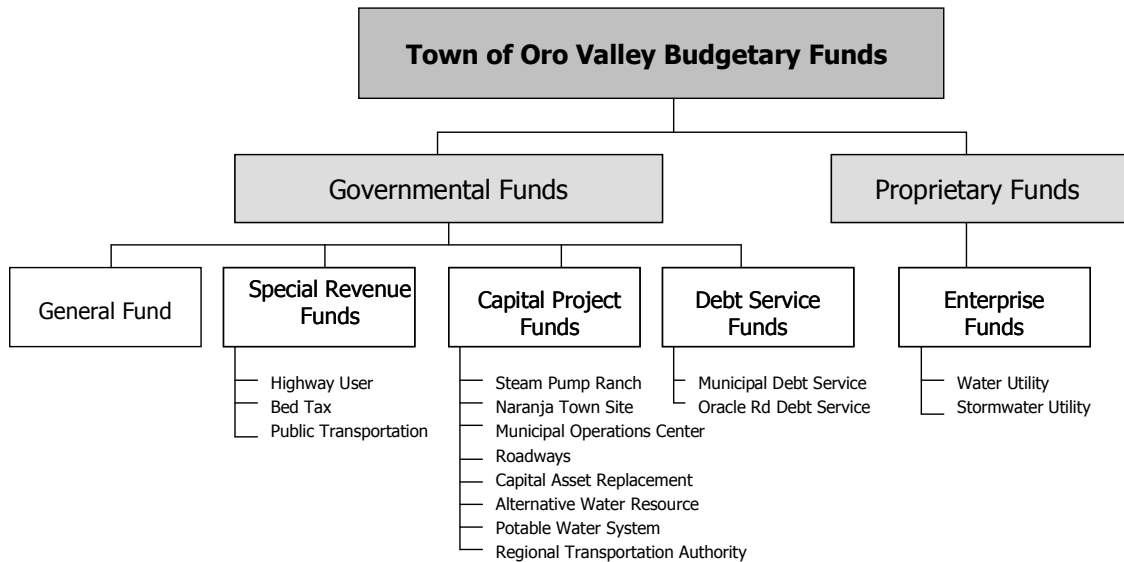 Town of Oro Valley Budgetary Funds
Governmental Funds
Proprietary Funds
General Fund
Special Revenue
Funds
Capital Project
Funds
Debt Service
Funds
Enterprise
Funds
Highway User
Bed Tax
Public Transportation
Steam Pump Ranch
Naranja Town Site
Municipal Operations Center
Roadways
Capital Asset Replacement
Alternative Water Resource
Potable Water System
Regional Transportation Authority
Municipal Debt Service
Oracle Rd Debt Service
Water Utility
Stormwater Utility